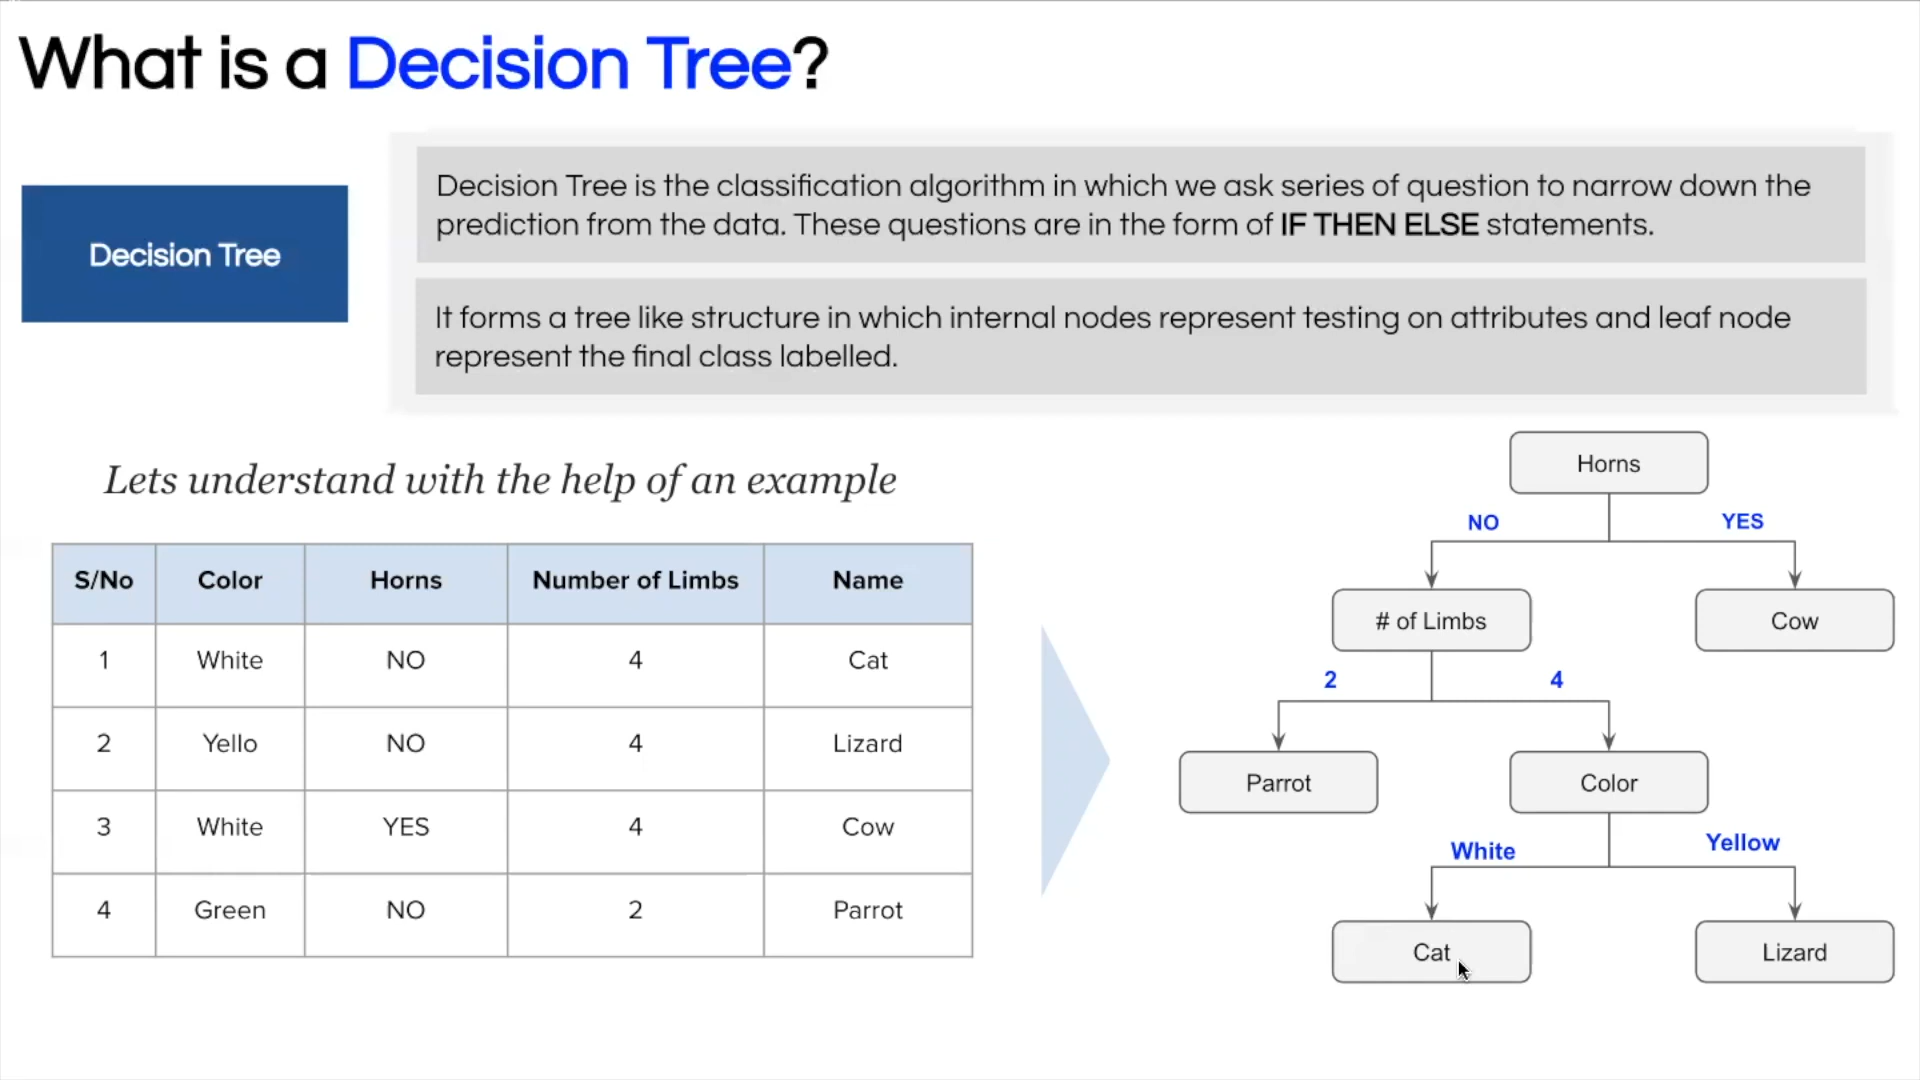 What is a Decision Tree?
Decision Tree
Decision Tree is the classification algorithm in which we ask series of question to narrow down the
prediction from the data. These questions are in the form of IF THEN ELSE statements.
It forms a tree like structure in which internal nodes represent testing on attributes and leaf node
represent the final class labelled.
Lets understand with the help of an example
S/No Color Horns Number of Limbs Name
1 White NO 4 Cat
2 Yello NO 4 Lizard
3 White YES 4 Cow
4 Green NO 2 Parrot
Horns
NO YES
# of Limbs Cow
2 4
Parrot Color
White Yellow
Cat Lizard